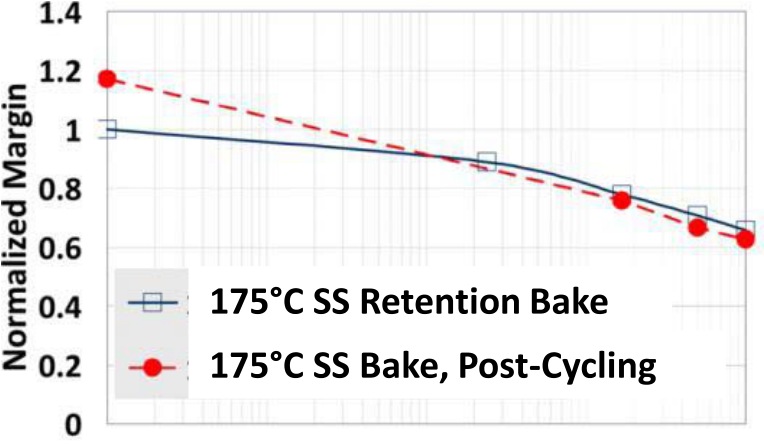 1.4
1.2
1
0.8
0.6
0.4
0.2
0
Normalized Margin
175°C SS Retention Bake
175°C SS Bake, Post-Cycling